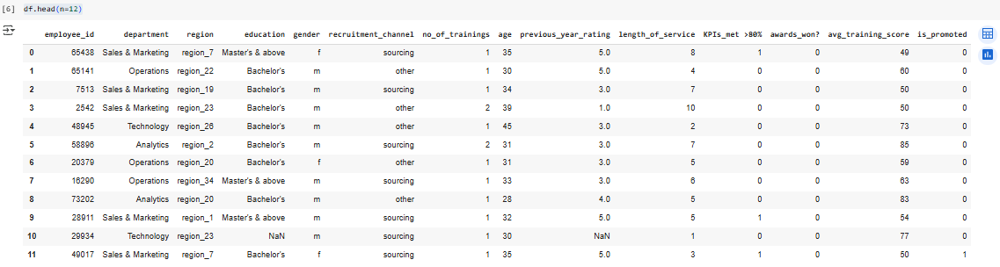 [6] df.head(n=12)
employee_id department region education gender recruitment_channel no_of_trainings age previous_year_rating length_of_service KPIs_met >80% awards_won? avg_training_score is_promoted
0 65438 Sales & Marketing region_7 Master's & above f sourcing 1 35 5.0 8 1 0 49 0
1 65141 Operations region_22 Bachelor's m other 1 30 5.0 4 0 0 60 0
2 7513 Sales & Marketing region_19 Bachelor's m sourcing 1 34 3.0 7 0 0 50 0
3 2542 Sales & Marketing region_23 Bachelor's m other 2 39 1.0 10 0 0 50 0
4 48945 Technology region_26 Bachelor's m other 1 45 3.0 2 0 0 73 0
5 58896 Analytics region_2 Bachelor's m sourcing 2 31 3.0 7 0 0 85 0
6 20379 Operations region_20 Bachelor's f other 1 31 3.0 5 0 0 59 0
7 16290 Operations region_34 Master's & above m sourcing 1 33 3.0 6 0 0 63 0
8 73202 Analytics region_20 Bachelor's m other 1 28 4.0 5 0 0 83 0
9 28911 Sales & Marketing region_1 Master's & above m sourcing 1 32 5.0 5 1 0 54 0
10 29934 Technology region_23 NaN m sourcing 1 30 NaN 1 0 0 77 0
11 49017 Sales & Marketing region_7 Bachelor's f sourcing 1 35 5.0 3 1 0 50 1